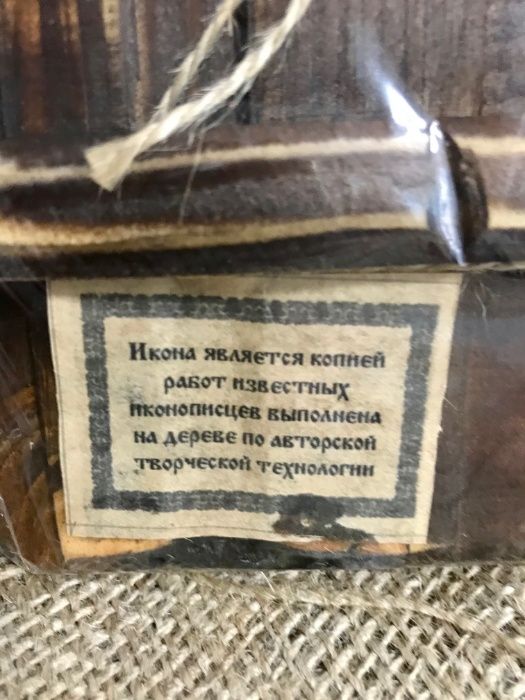 Икона является копией
работ известных
иконописцев выполнена
на дереве по авторской
творческой технологии